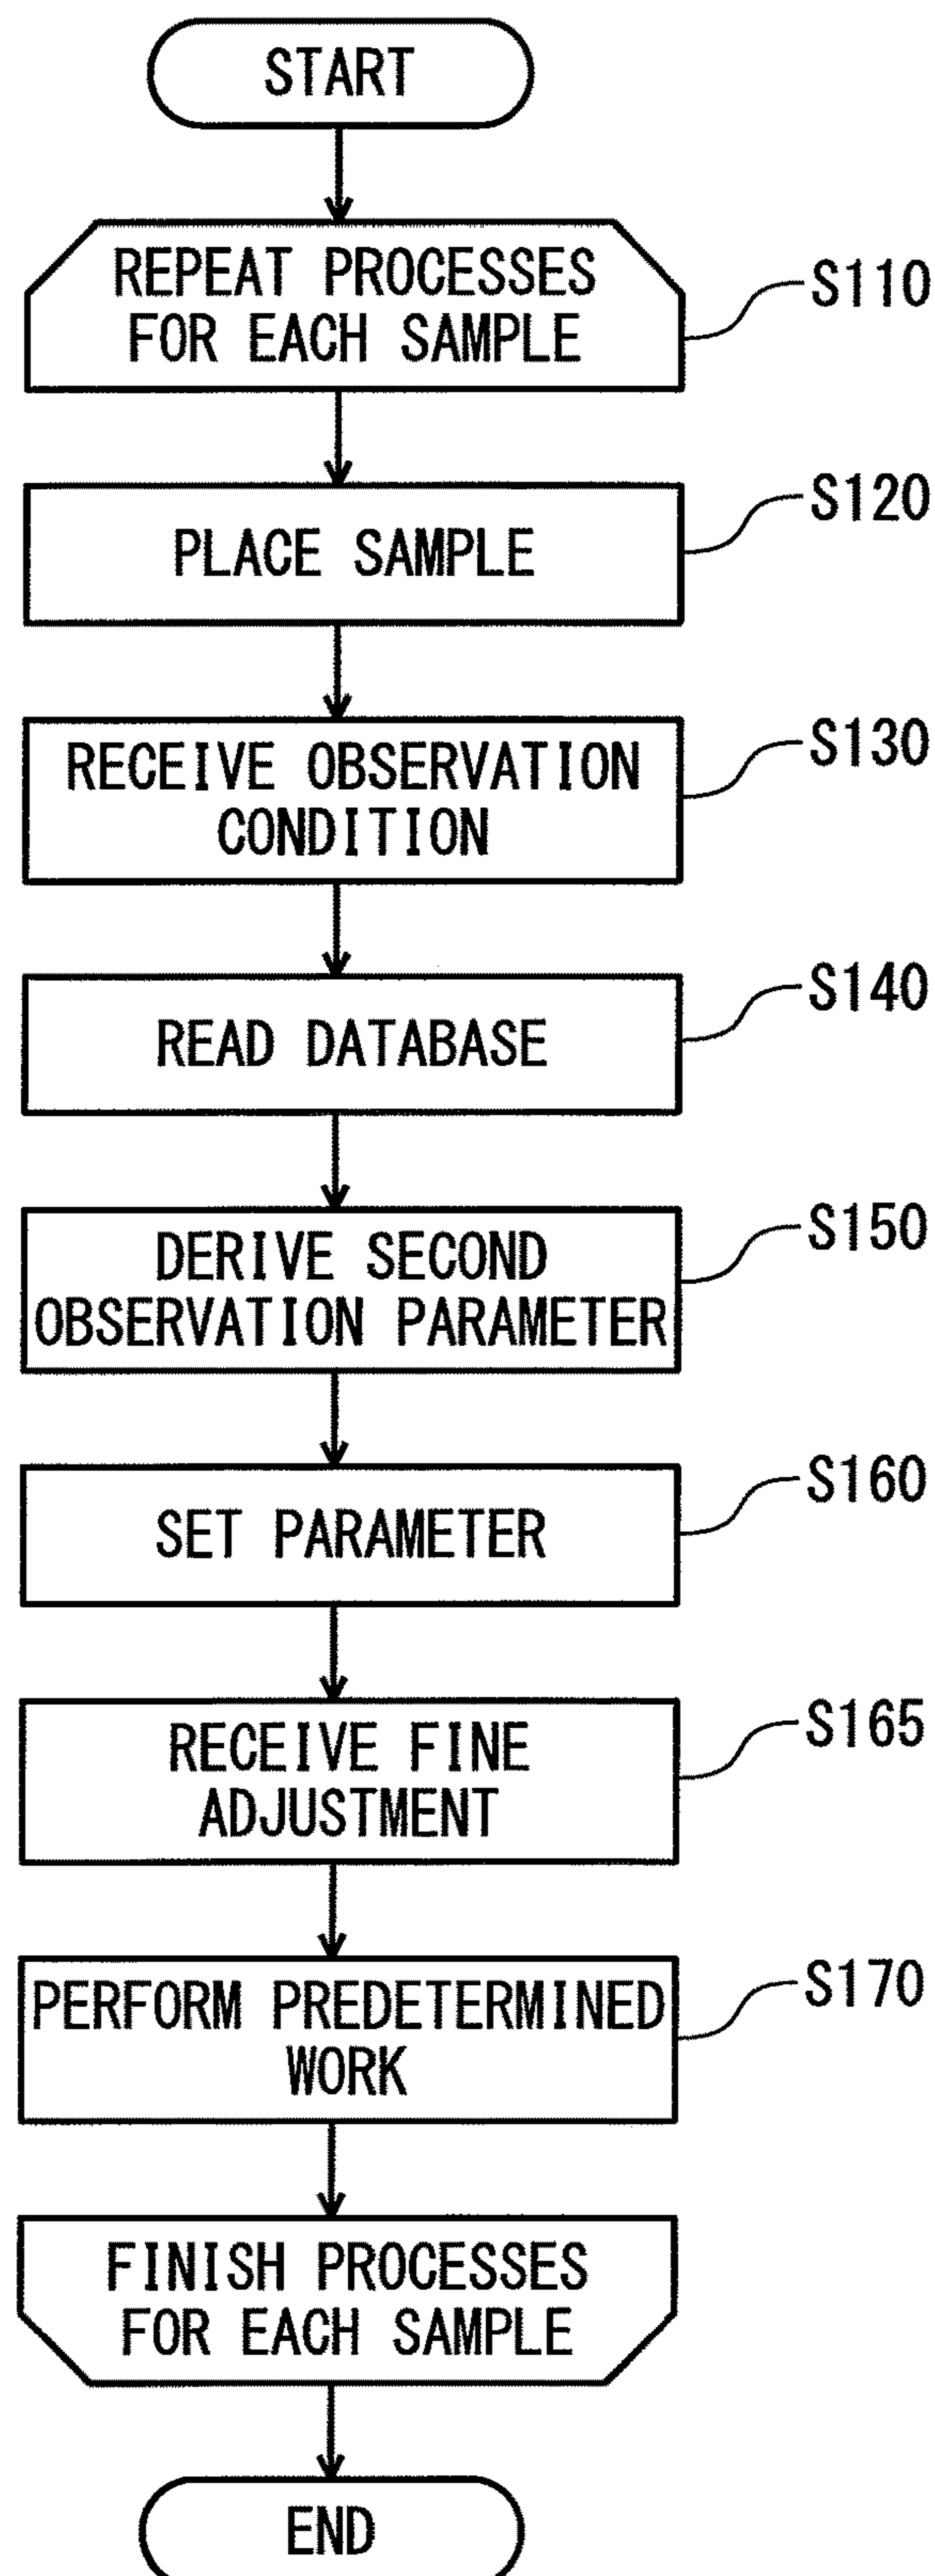 START
REPEAT PROCESSES
FOR EACH SAMPLE
S110
PLACE SAMPLE
S120
RECEIVE OBSERVATION
CONDITION
S130
READ DATABASE
S140
DERIVE SECOND
OBSERVATION PARAMETER
S150
SET PARAMETER
S160
RECEIVE FINE
ADJUSTMENT
S165
PERFORM PREDETERMINED
WORK
S170
FINISH PROCESSES
FOR EACH SAMPLE
END